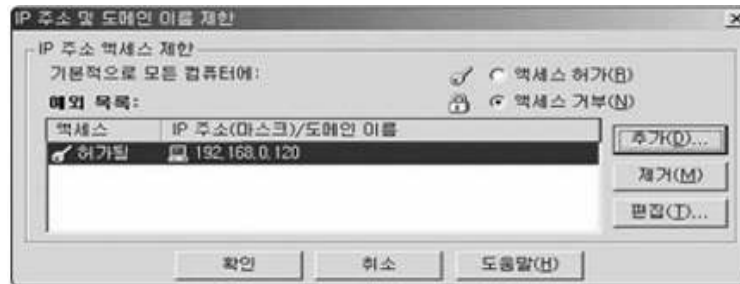 IP 주소 및 도메인 이름 제한
IP 주소 액세스 제한
기본적으로 모든 컴퓨터에:
액세스 허가(R)
예외 목록:
액세스 거부(N)
액세스 IP 주소(마스크)/도메인 이름
허가됨 192.168.0.120
추가(D)...
제거(M)
편집(T)...
확인 취소 도움말(H)